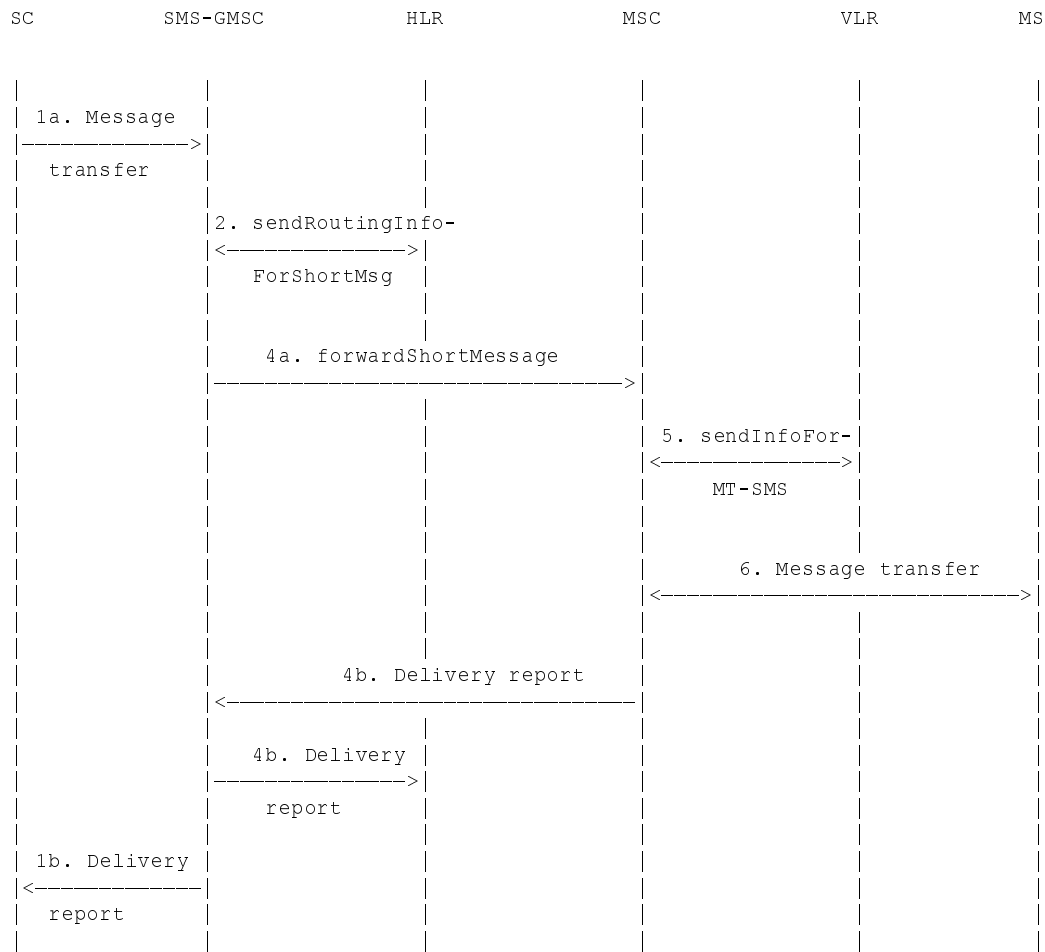 SC SMS-GMSC HLR MSC VLR MS
1a. Message
transfer
2. sendRoutingInfo-
ForShortMsg
4a. forwardShortMessage
5. sendInfoFor-
MT-SMS
6. Message transfer
4b. Delivery report
4b. Delivery
report
1b. Delivery
report